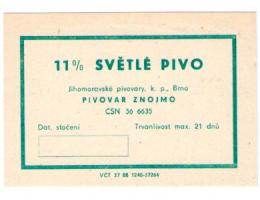 11% SVĚTLÉ PIVO
Jihomoravské pivovary, k. p., Brno
PIVOVAR ZNOJMO
ČSN 56 6635
Dat. stočení Trvanlivost max. 21 dnů
VČT 37 88 1240-57264